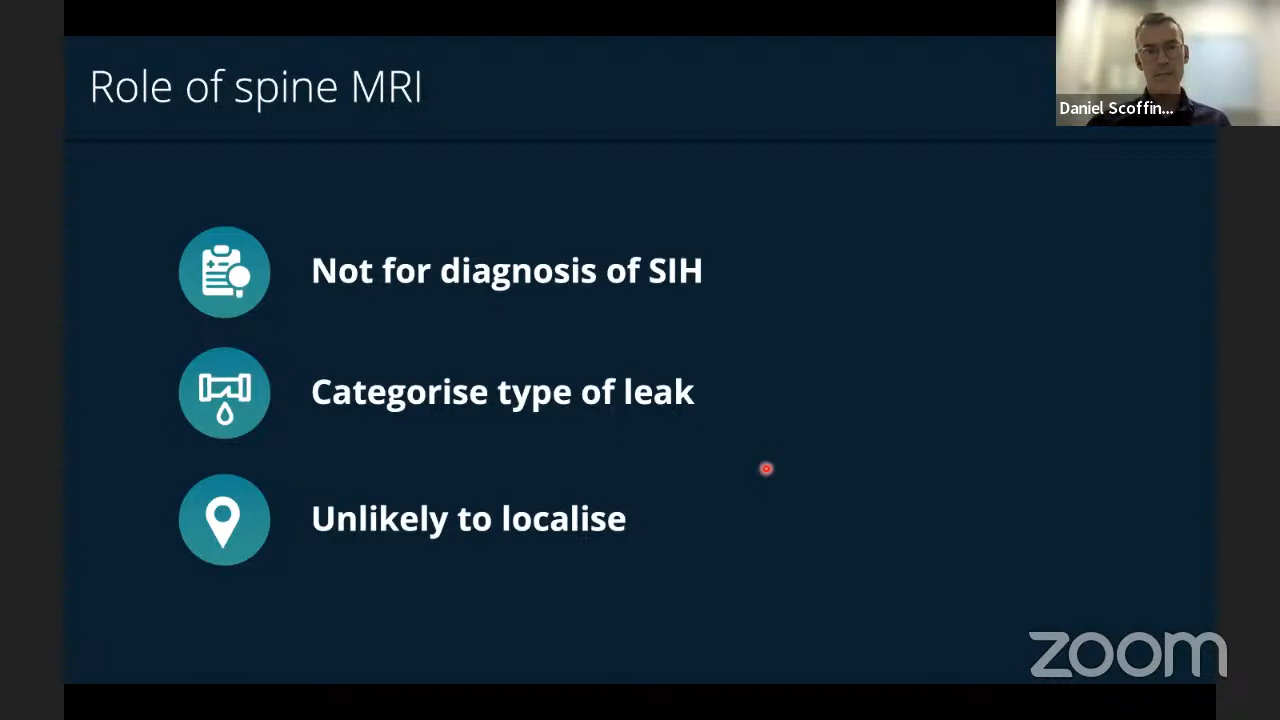 Role of spine MRI
Daniel Scoffin...
Not for diagnosis of SIH
Categorise type of leak
Unlikely to localise
zoom